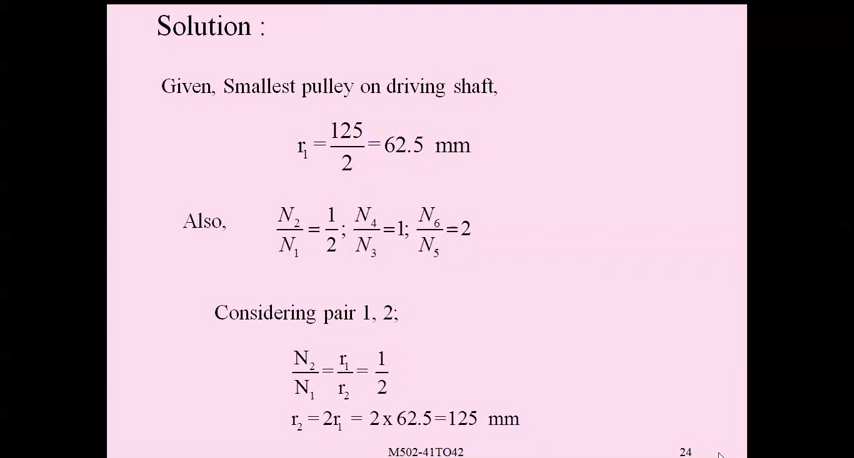 Solution :
Given, Smallest pulley on driving shaft,
r₁ = 125/2 = 62.5 mm
Also, N₂/N₁ = 1/2; N₄/N₃ = 1; N₆/N₅ = 2
Considering pair 1, 2;
N₂/N₁ = r₁/r₂ = 1/2
r₂ = 2r₁ = 2 x 62.5 = 125 mm
M502-41TO42 24